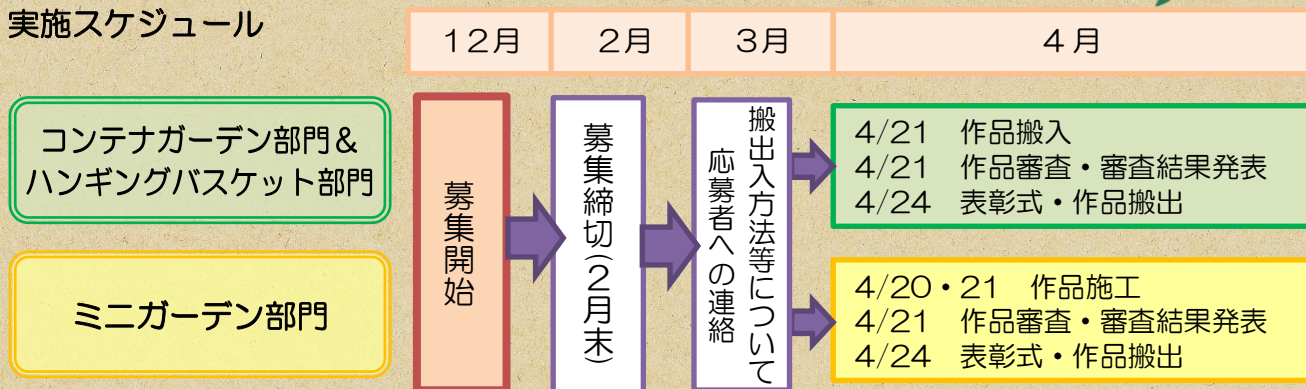 実施スケジュール
12月
2月
3月
4月
コンテナガーデン部門&
ハンギングバスケット部門
ミニガーデン部門
募集開始
募集締切(2月末)
搬出入方法等について
応募者への連絡
4/21 作品搬入
4/21 作品審査・審査結果発表
4/24 表彰式・作品搬出
4/20・21 作品施工
4/21 作品審査・審査結果発表
4/24 表彰式・作品搬出